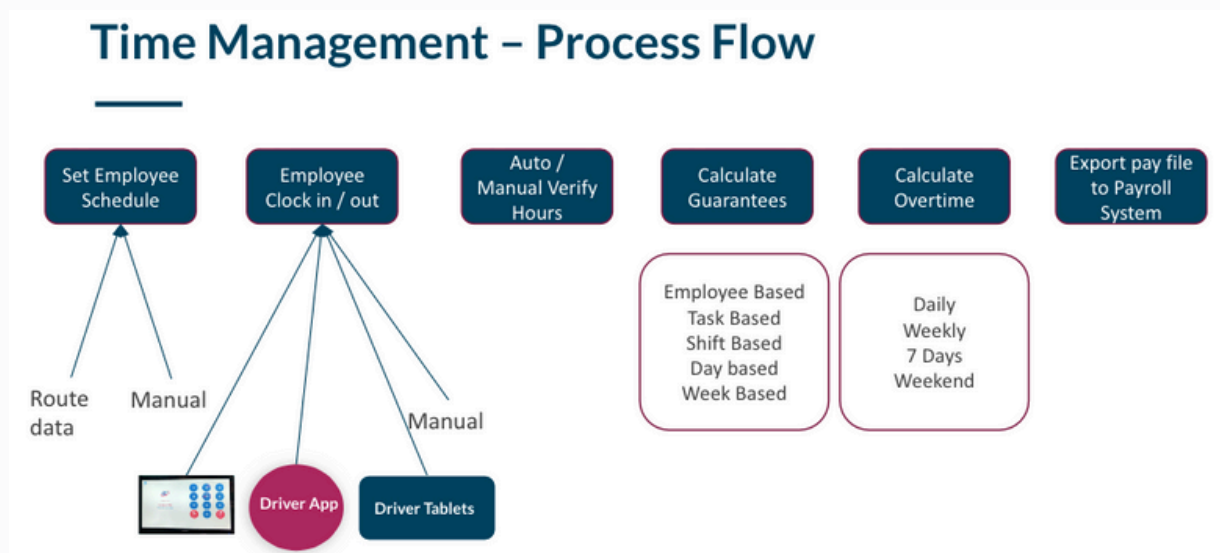 Time Management – Process Flow
Set Employee
Schedule
Employee
Clock in / out
Auto /
Manual Verify
Hours
Calculate
Guarantees
Calculate
Overtime
Export pay file
to Payroll
System
Employee Based
Task Based
Shift Based
Day based
Week Based
Daily
Weekly
7 Days
Weekend
Route
data
Manual
Manual
Driver App
Driver Tablets